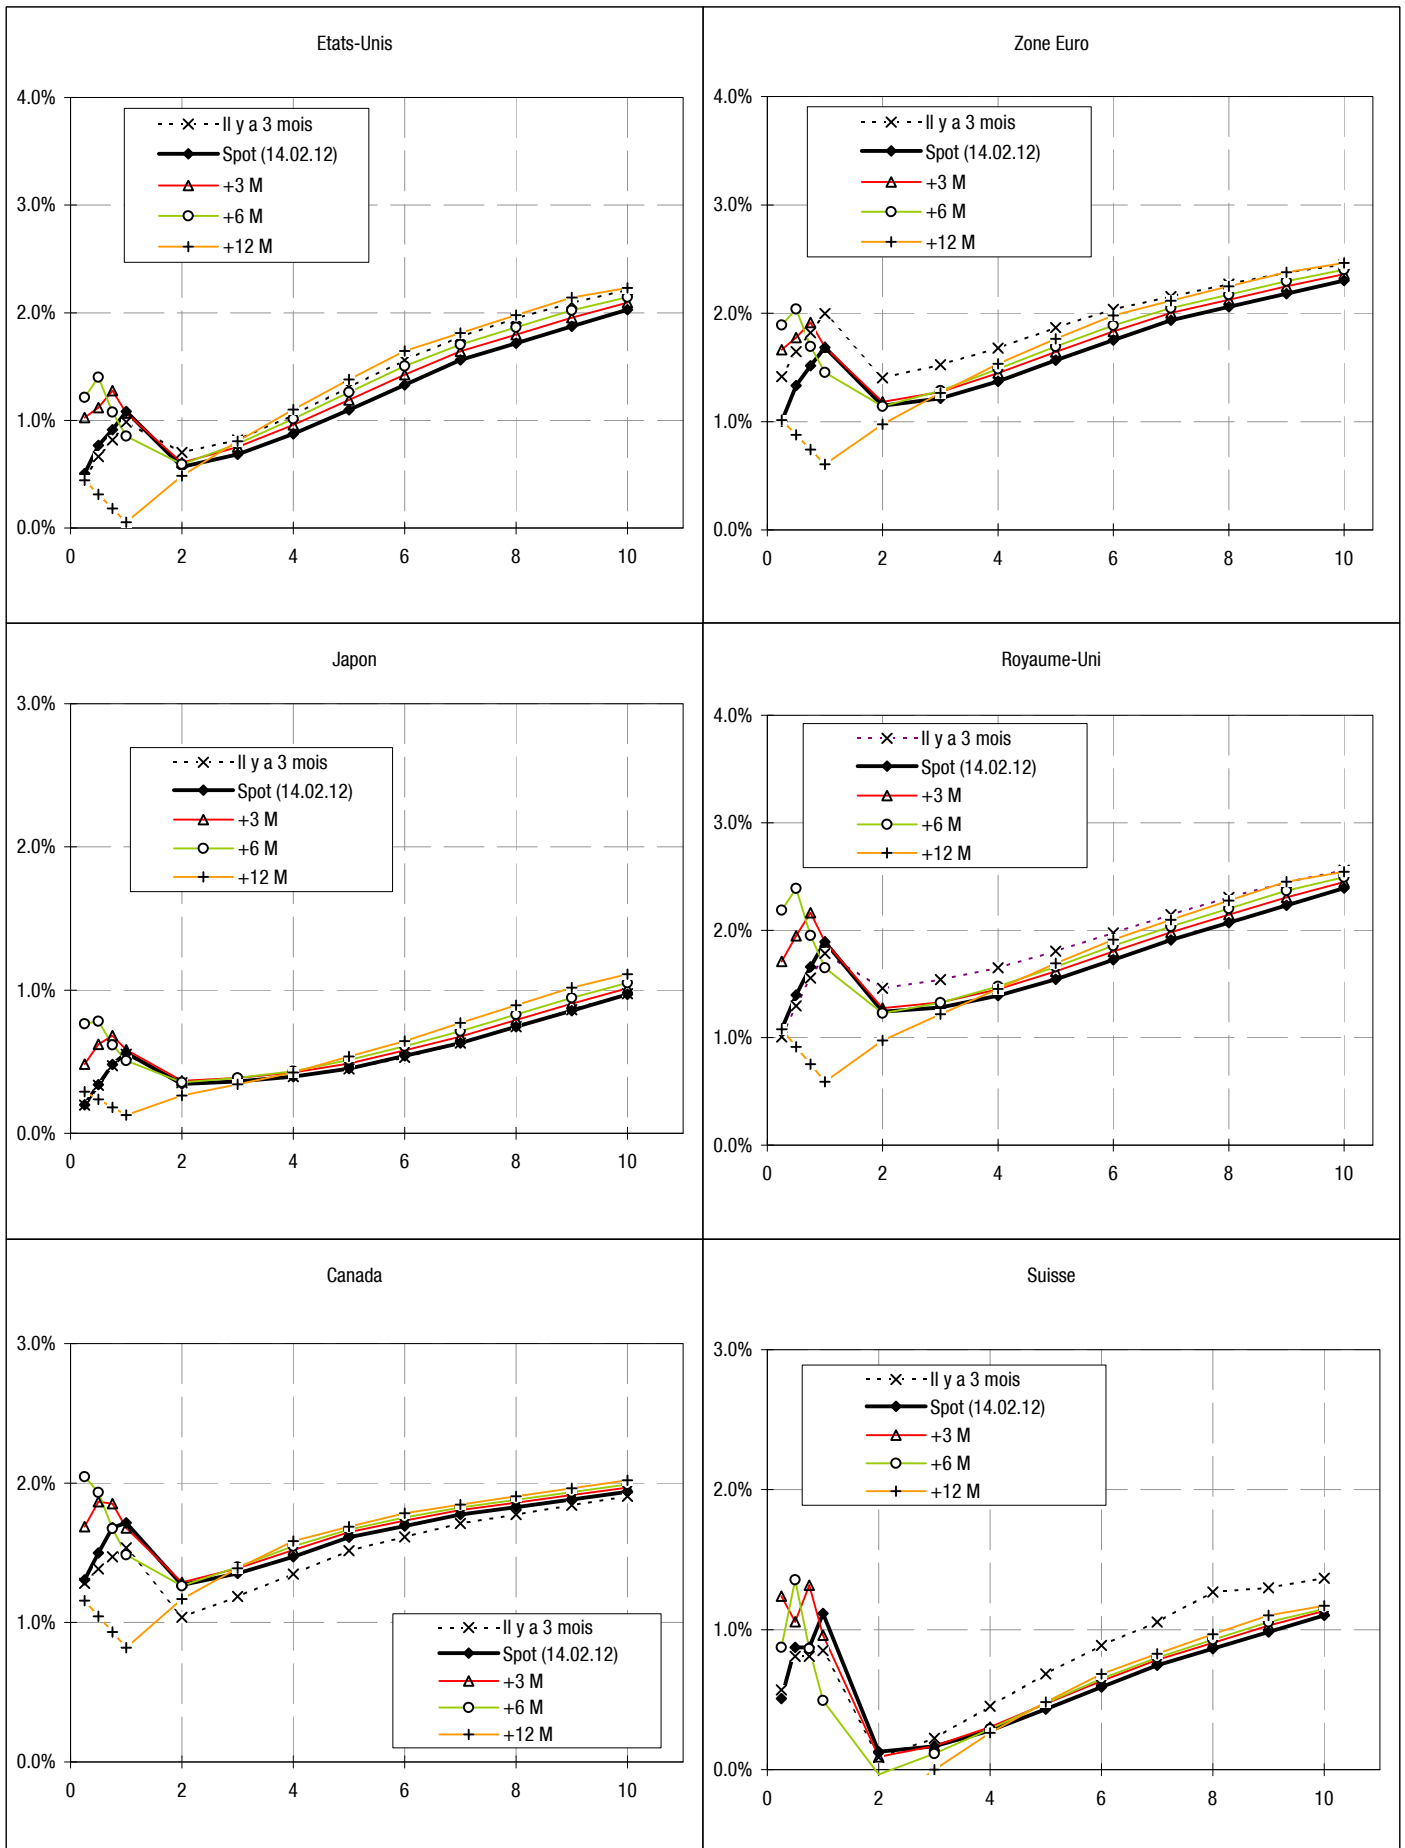 Etats-Unis
4.0%
3.0%
2.0%
1.0%
0.0%
0 2 4 6 8 10
Il y a 3 mois
Spot (14.02.12)
+3 M
+6 M
+12 M
Zone Euro
4.0%
3.0%
2.0%
1.0%
0.0%
0 2 4 6 8 10
Il y a 3 mois
Spot (14.02.12)
+3 M
+6 M
+12 M
Japon
3.0%
2.0%
1.0%
0.0%
0 2 4 6 8 10
Il y a 3 mois
Spot (14.02.12)
+3 M
+6 M
+12 M
Royaume-Uni
4.0%
3.0%
2.0%
1.0%
0.0%
0 2 4 6 8 10
Il y a 3 mois
Spot (14.02.12)
+3 M
+6 M
+12 M
Canada
3.0%
2.0%
1.0%
0.0%
0 2 4 6 8 10
Il y a 3 mois
Spot (14.02.12)
+3 M
+6 M
+12 M
Suisse
3.0%
2.0%
1.0%
0.0%
0 2 4 6 8 10
Il y a 3 mois
Spot (14.02.12)
+3 M
+6 M
+12 M